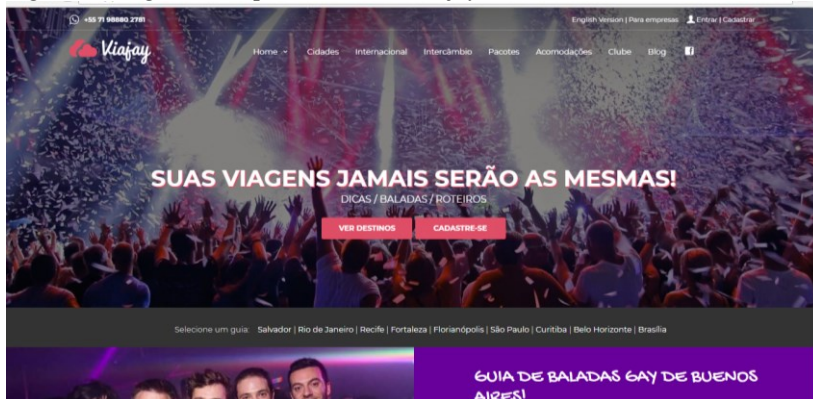 +55 71 98880 2781
English Version | Para empresas Entrar | Cadastrar
Viajay
Home Cidades Internacional Intercâmbio Pacotes Acomodações Clube Blog
SUAS VIAGENS JAMAIS SERÃO AS MESMAS!
DICAS / BALADAS / ROTEIROS
VER DESTINOS CADASTRE-SE
Selecione um guia: Salvador | Rio de Janeiro | Recife | Fortaleza | Florianópolis | São Paulo | Curitiba | Belo Horizonte | Brasília
GUIA DE BALADAS GAY DE BUENOS
AIRES!